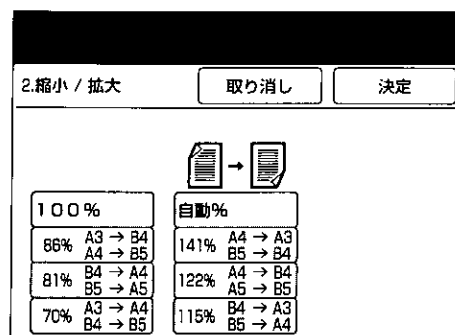 2.縮小 / 拡大 取り消し 決定
→
100% 自動%
86% A3 → B4
A4 → B5
141% A4 → A3
B5 → B4
81% B4 → A4
B5 → A5
122% B4 → A4
A5 → B5
70% A3 → A4
B4 → B5
115% B4 → A3
B5 → A4